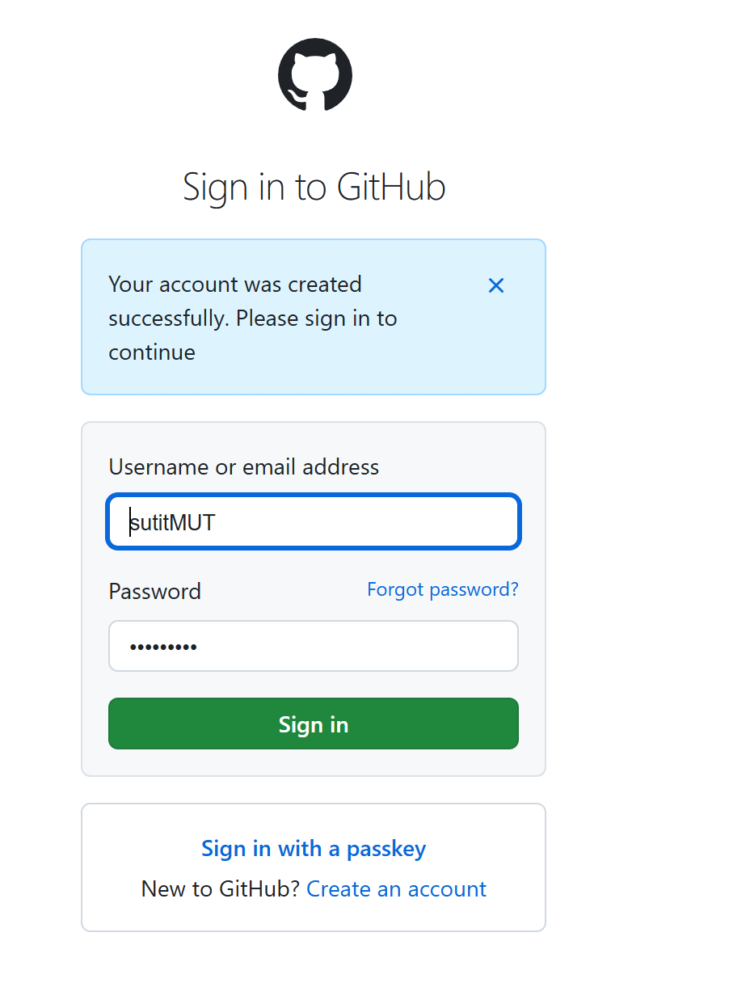 Sign in to GitHub
Your account was created
successfully. Please sign in to
continue
Username or email address
sutitMUT
Password
Forgot password?
•••••••••
Sign in
Sign in with a passkey
New to GitHub? Create an account